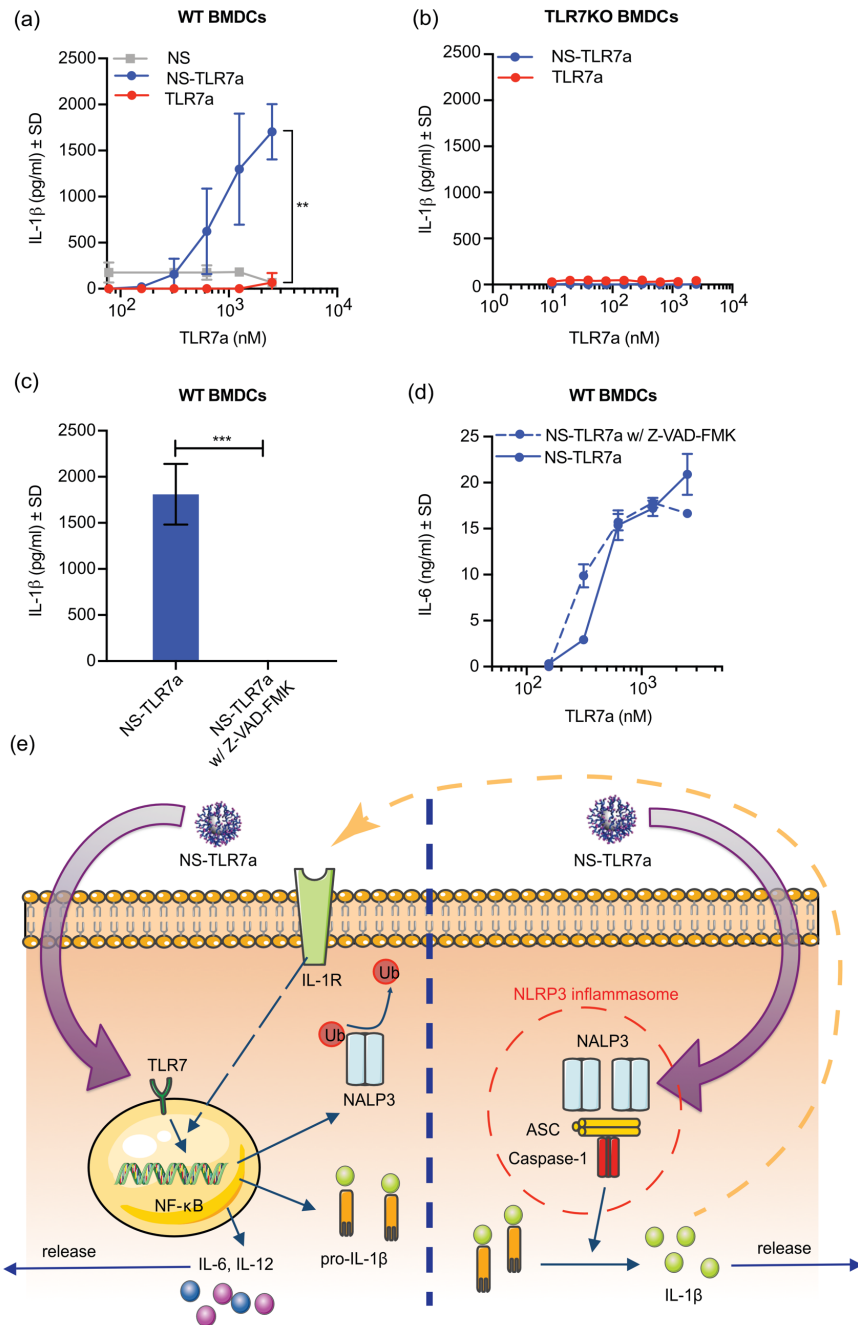 (a)
WT BMDCs
NS
NS-TLR7a
TLR7a
2500
2000
1500
1000
500
0
IL-1β (pg/ml) ± SD
**
10²
10³
10⁴
TLR7a (nM)
(b)
TLR7KO BMDCs
NS-TLR7a
TLR7a
2500
2000
1500
1000
500
0
IL-1β (pg/ml) ± SD
10⁰
10¹
10²
10³
10⁴
TLR7a (nM)
(c)
WT BMDCs
2500
2000
1500
1000
500
0
IL-1β (pg/ml) ± SD
***
NS-TLR7a
NS-TLR7a
w/ Z-VAD-FMK
(d)
WT BMDCs
NS-TLR7a w/ Z-VAD-FMK
NS-TLR7a
25
20
15
10
5
0
IL-6 (ng/ml) ± SD
10²
10³
TLR7a (nM)
(e)
NS-TLR7a
NS-TLR7a
IL-1R
Ub
Ub
NALP3
TLR7
NF-κB
pro-IL-1β
release
IL-6, IL-12
NLRP3 inflammasome
NALP3
ASC
Caspase-1
IL-1β
release